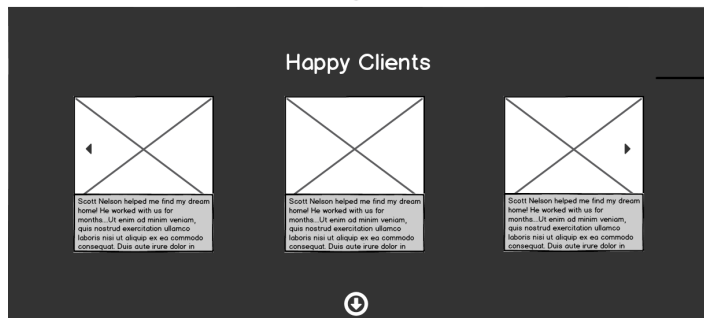 Happy Clients
Scott Nelson helped me find my dream
home! He worked with us for
months...Ut enim ad minim veniam,
quis nostrud exercitation ullamco
laboris nisi ut aliquip ex ea commodo
consequat. Duis aute irure dolor in
Scott Nelson helped me find my dream
home! He worked with us for
months...Ut enim ad minim veniam,
quis nostrud exercitation ullamco
laboris nisi ut aliquip ex ea commodo
consequat. Duis aute irure dolor in
Scott Nelson helped me find my dream
home! He worked with us for
months...Ut enim ad minim veniam,
quis nostrud exercitation ullamco
laboris nisi ut aliquip ex ea commodo
consequat. Duis aute irure dolor in